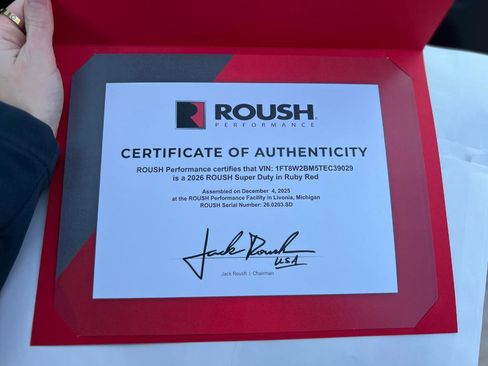 ROUSH
PERFORMANCE
CERTIFICATE OF AUTHENTICITY
ROUSH Performance certifies that VIN: 1FT8W2BM5TEC39029
is a 2026 ROUSH Super Duty in Ruby Red
Assembled on December 4, 2025
at the ROUSH Performance Facility in Livonia, Michigan
ROUSH Serial Number: 26.0203.SD
Jack Roush
USA
Jack Roush | Chairman